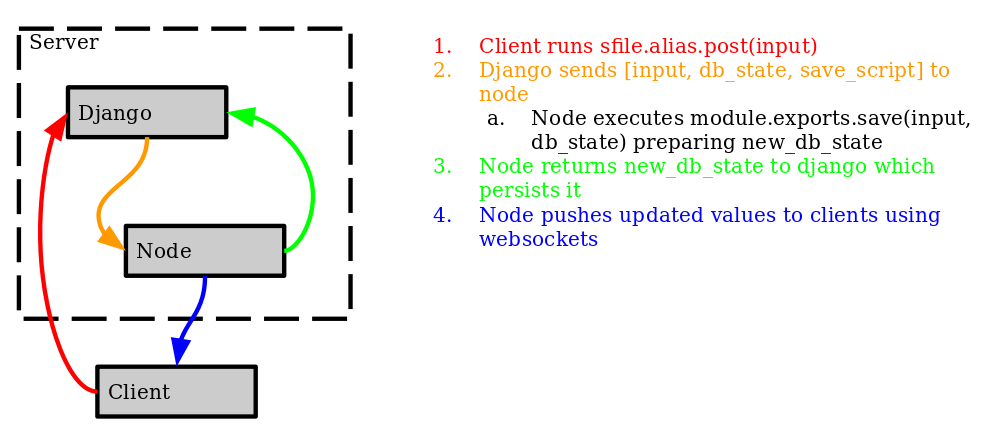 Server
Django
Node
Client
1. Client runs sfile.alias.post(input)
2. Django sends [input, db_state, save_script] to
node
a. Node executes module.exports.save(input,
db_state) preparing new_db_state
3. Node returns new_db_state to django which
persists it
4. Node pushes updated values to clients using
websockets